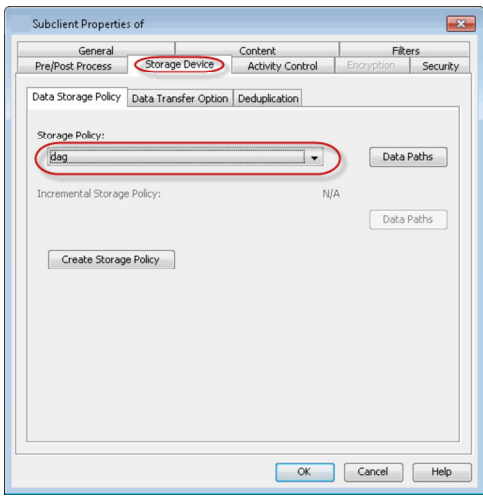 Subclient Properties of
General Content Filters
Pre/Post Process Storage Device Activity Control Encryption Security
Data Storage Policy Data Transfer Option Deduplication
Storage Policy:
dag Data Paths
Incremental Storage Policy: N/A
Data Paths
Create Storage Policy
OK Cancel Help